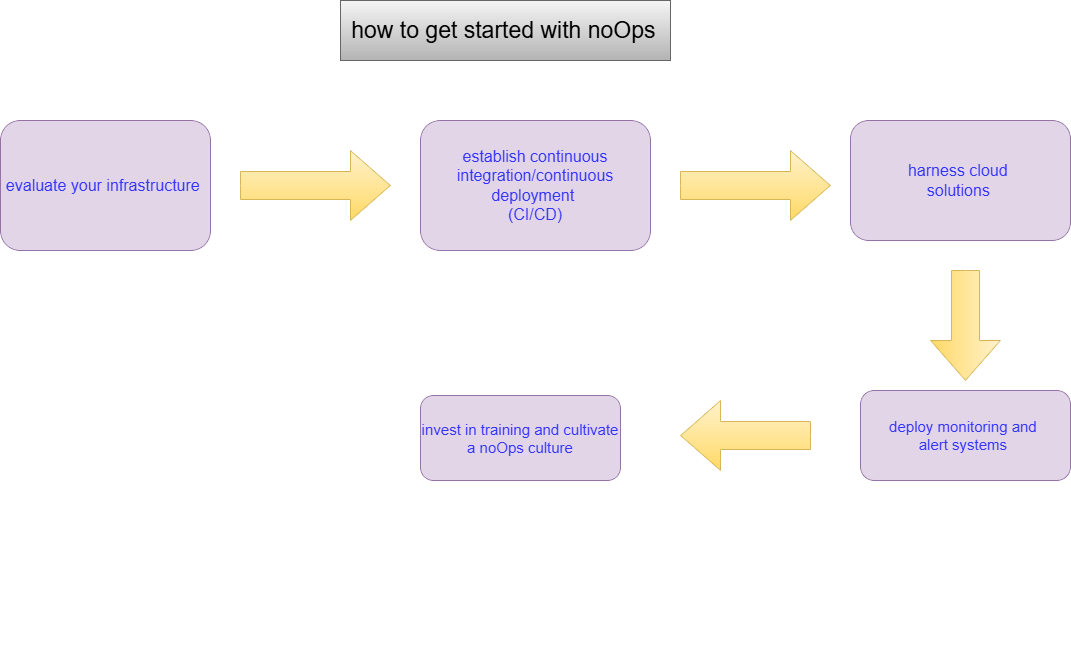 how to get started with noOps
evaluate your infrastructure
establish continuous
integration/continuous
deployment
(CI/CD)
harness cloud
solutions
deploy monitoring and
alert systems
invest in training and cultivate
a noOps culture